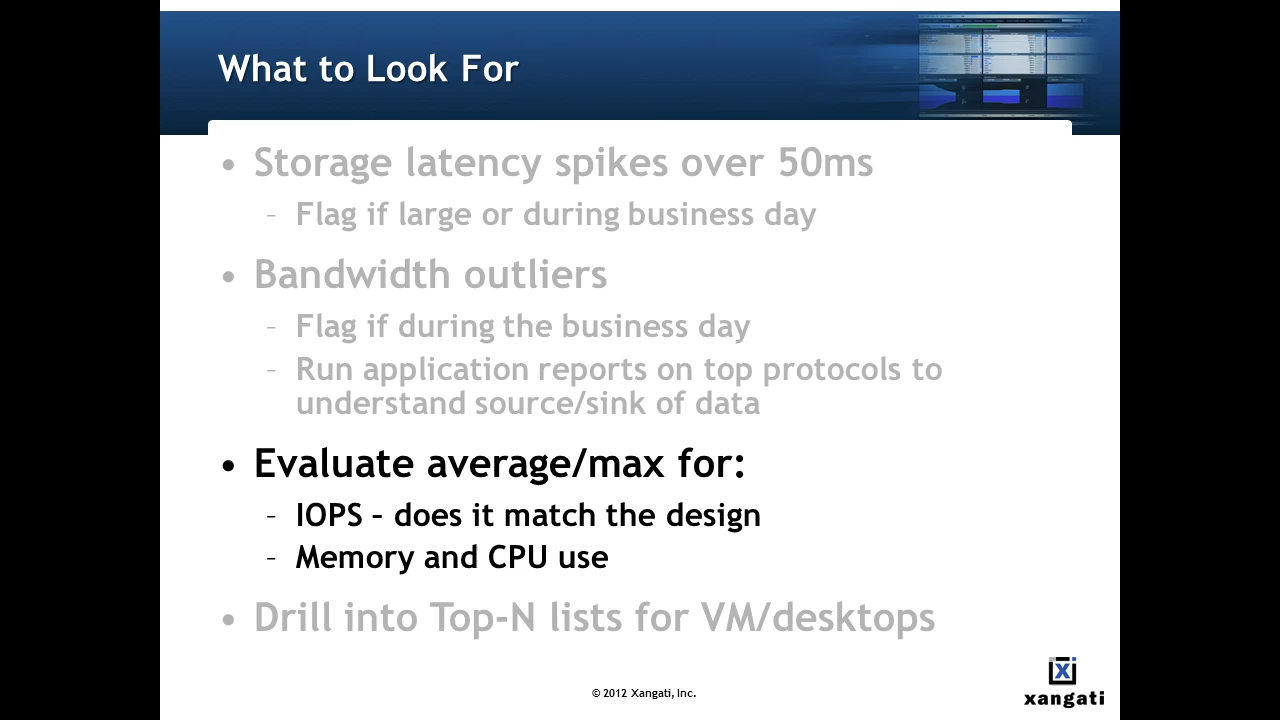 What to Look For
• Storage latency spikes over 50ms
– Flag if large or during business day
• Bandwidth outliers
– Flag if during the business day
– Run application reports on top protocols to
understand source/sink of data
• Evaluate average/max for:
– IOPS – does it match the design
– Memory and CPU use
• Drill into Top-N lists for VM/desktops
© 2012 Xangati, Inc.
xangati